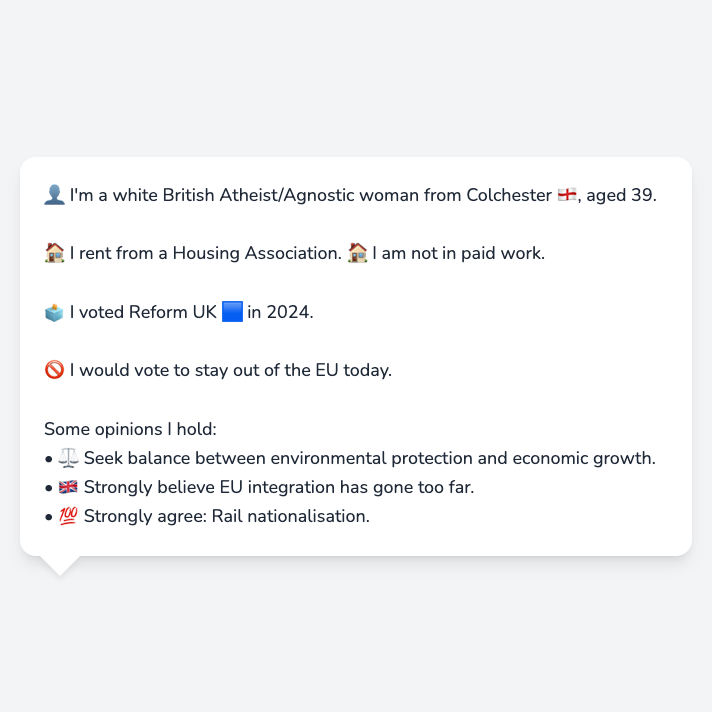 👤 I'm a white British Atheist/Agnostic woman from Colchester 🏴󠁧󠁢󠁥󠁮󠁧󠁿, aged 39.
🏠 I rent from a Housing Association. 🏠 I am not in paid work.
🗳️ I voted Reform UK 🟦 in 2024.
🚫 I would vote to stay out of the EU today.
Some opinions I hold:
• ⚖️ Seek balance between environmental protection and economic growth.
• 🇬🇧 Strongly believe EU integration has gone too far.
• 💯 Strongly agree: Rail nationalisation.